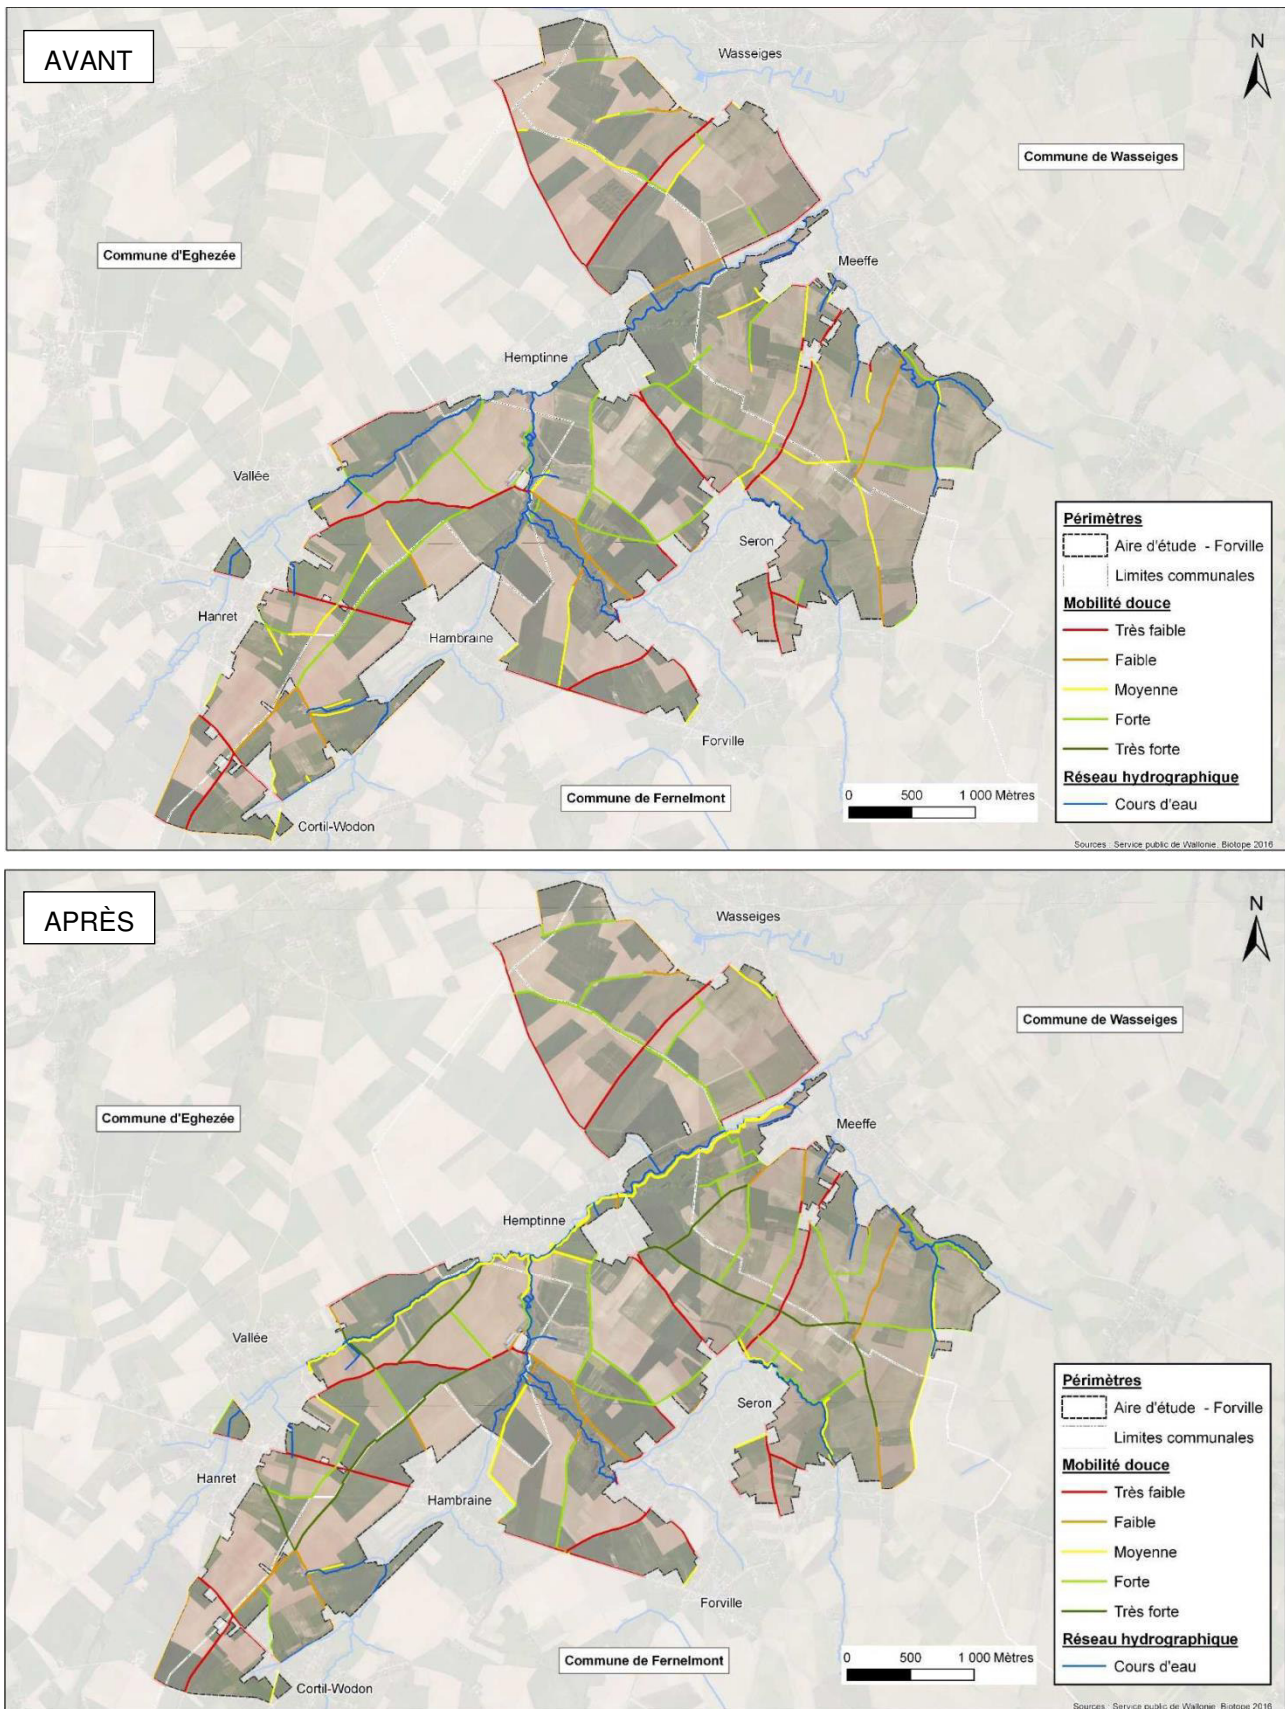 AVANT
Wasseiges
N
Commune de Wasseiges
Commune d'Eghezée
Meeffe
Hemptinne
Vallée
Seron
Hanret
Hambraine
Forville
Commune de Fernelmont
Cortil-Wodon
0 500 1 000 Mètres
Périmètres
Aire d'étude - Forville
Limites communales
Mobilité douce
Très faible
Faible
Moyenne
Forte
Très forte
Réseau hydrographique
Cours d'eau
Sources : Service public de Wallonie, Biotope 2016
APRÈS
Wasseiges
N
Commune de Wasseiges
Commune d'Eghezée
Meeffe
Hemptinne
Vallée
Seron
Hanret
Hambraine
Forville
Commune de Fernelmont
Cortil-Wodon
0 500 1 000 Mètres
Périmètres
Aire d'étude - Forville
Limites communales
Mobilité douce
Très faible
Faible
Moyenne
Forte
Très forte
Réseau hydrographique
Cours d'eau
Sources : Service public de Wallonie, Biotope 2016